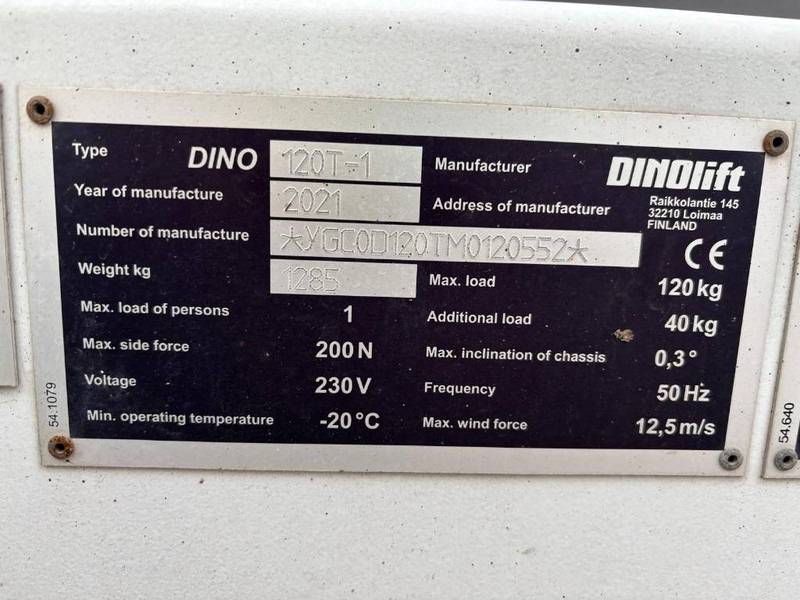 Type DINO 120T-1 Manufacturer DINOlift
Year of manufacture 2021 Address of manufacturer Raikkolantie 145
32210 Loimaa
FINLAND
Number of manufacture *YGC0D120TM0120552* CE
Weight kg 1285 Max. load 120 kg
Max. load of persons 1 Additional load 40 kg
Max. side force 200 N Max. inclination of chassis 0,3°
Voltage 230 V Frequency 50 Hz
Min. operating temperature -20 °C Max. wind force 12,5 m/s
54.1079
54.640